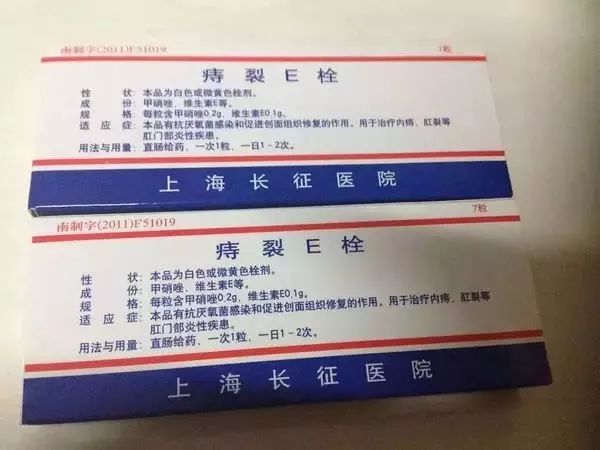 南制字(2011)F51019 7粒
痔裂E栓
性状：本品为白色或微黄色栓剂。
成份：甲硝唑、维生素E等。
规格：每粒含甲硝唑0.2g，维生素E0.1g。
适应症：本品有抗厌氧菌感染和促进创面组织修复的作用。用于治疗内痔、肛裂等
肛门部炎性疾患。
用法与用量：直肠给药，一次1粒，一日1-2次。
上海长征医院
南制字(2011)F51019 7粒
痔裂E栓
性状：本品为白色或微黄色栓剂。
成份：甲硝唑、维生素E等。
规格：每粒含甲硝唑0.2g，维生素E0.1g。
适应症：本品有抗厌氧菌感染和促进创面组织修复的作用。用于治疗内痔、肛裂等
肛门部炎性疾患。
用法与用量：直肠给药、一次1粒、一日1-2次。
上海长征医院